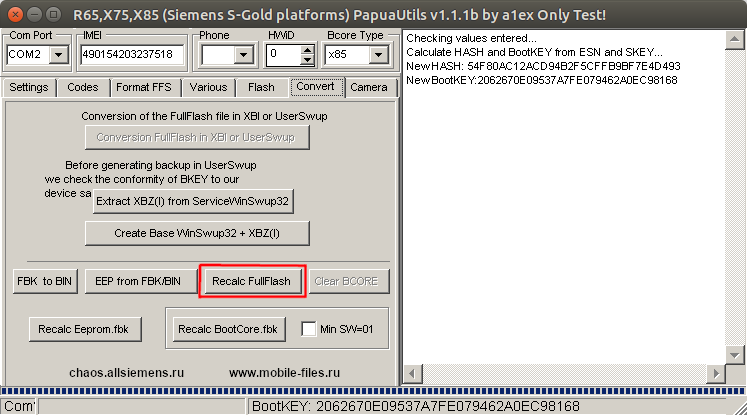 R65,X75,X85 (Siemens S-Gold platforms) PapuaUtils v1.1.1b by a1ex Only Test!
Com Port
IMEI
Phone
HWID
Bcore Type
COM2
490154203237518
0
x85
Settings
Codes
Format FFS
Various
Flash
Convert
Camera
Conversion of the FullFlash file in XBI or UserSwup
Conversion FullFlash in XBI or UserSwup
Before generating backup in UserSwup
we check the conformity of BKEY to our
device sa
Extract XBZ(I) from ServiceWinSwup32
Create Base WinSwup32 + XBZ(I)
FBK to BIN
EEP from FBK/BIN
Recalc FullFlash
Clear BCORE
Recalc Eeprom.fbk
Recalc BootCore.fbk
Min SW=01
chaos.allsiemens.ru
www.mobile-files.ru
Checking values entered...
Calculate HASH and BootKEY from ESN and SKEY...
New HASH: 54F80AC12ACD94B2F5CFFB9BF7E4D493
New BootKEY:2062670E09537A7FE079462A0EC98168
Com
BootKEY: 2062670E09537A7FE079462A0EC98168